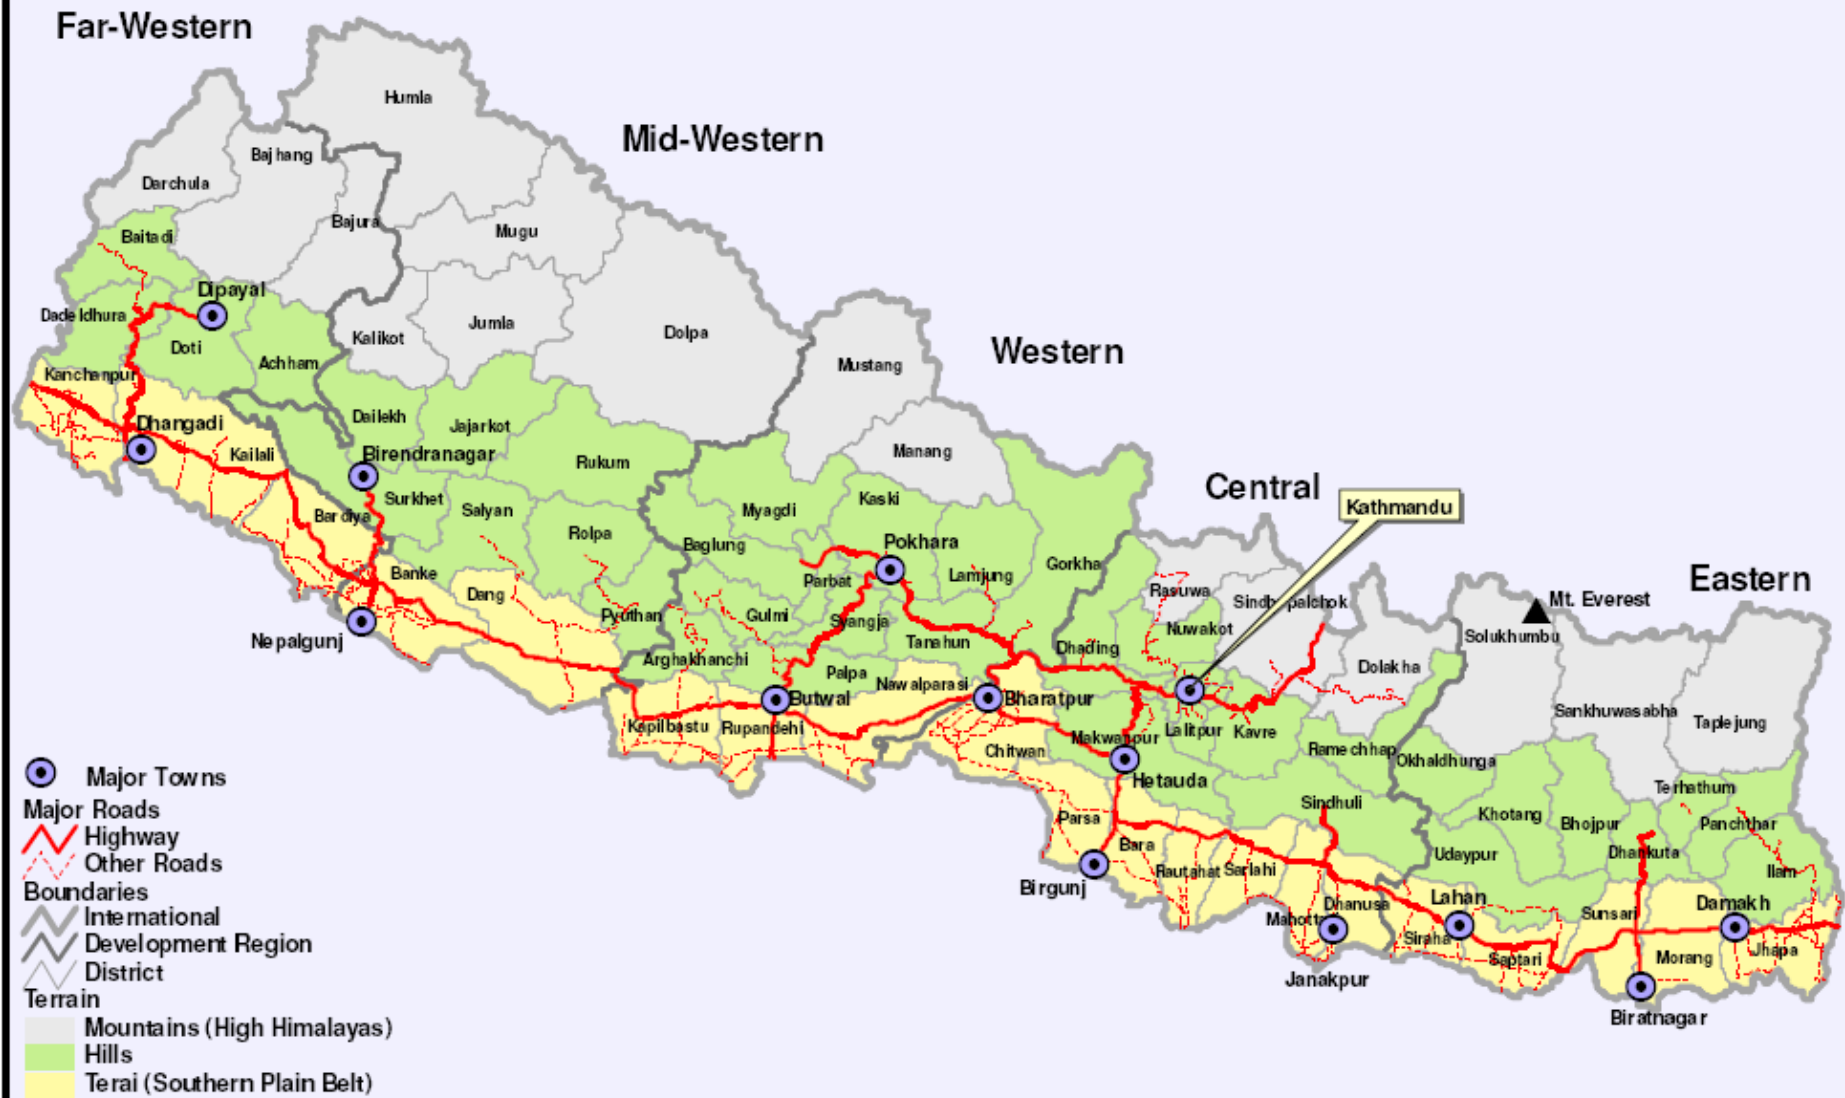 Far-Western
Mid-Western
Western
Central
Eastern
Humla
Bajhang
Darchula
Bajura
Mugu
Baitadi
Dipayal
Dadeldhura
Doti
Achham
Kalikot
Jumla
Dolpa
Mustang
Kanchanpur
Dhangadi
Kailali
Dailekh
Jajarkot
Birendranagar
Rukum
Manang
Surkhet
Salyan
Bardiya
Rolpa
Myagdi
Kaski
Kathmandu
Baglung
Pokhara
Banke
Dang
Parbat
Lamjung
Gorkha
Rasuwa
Sindhupalchok
Mt. Everest
Nepalgunj
Pyuthan
Gulmi
Syangja
Tanahun
Nuwakot
Solukhumbu
Arghakhanchi
Palpa
Nawalparasi
Dhading
Dolakha
Butwal
Bharatpur
Kapilbastu
Rupandehi
Chitwan
Makwanpur
Lalitpur
Kavre
Ramechhap
Okhaldhunga
Sankhuwasabha
Taplejung
Hetauda
Sindhuli
Terhathum
Parsa
Khotang
Bhojpur
Panchthar
Bara
Rautahat
Sarlahi
Udaypur
Dhankuta
Ilam
Birgunj
Lahan
Damakh
Mahotta
Dhanusa
Siraha
Sunsari
Saptari
Morang
Jhapa
Janakpur
Biratnagar
Major Towns
Major Roads
Highway
Other Roads
Boundaries
International
Development Region
District
Terrain
Mountains (High Himalayas)
Hills
Terai (Southern Plain Belt)